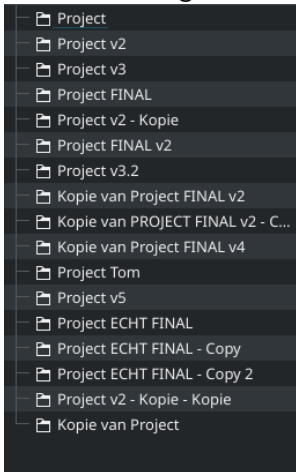 Project
Project v2
Project v3
Project FINAL
Project v2 - Kopie
Project FINAL v2
Project v3.2
Kopie van Project FINAL v2
Kopie van PROJECT FINAL v2 - C...
Kopie van Project FINAL v4
Project Tom
Project v5
Project ECHT FINAL
Project ECHT FINAL - Copy
Project ECHT FINAL - Copy 2
Project v2 - Kopie - Kopie
Kopie van Project